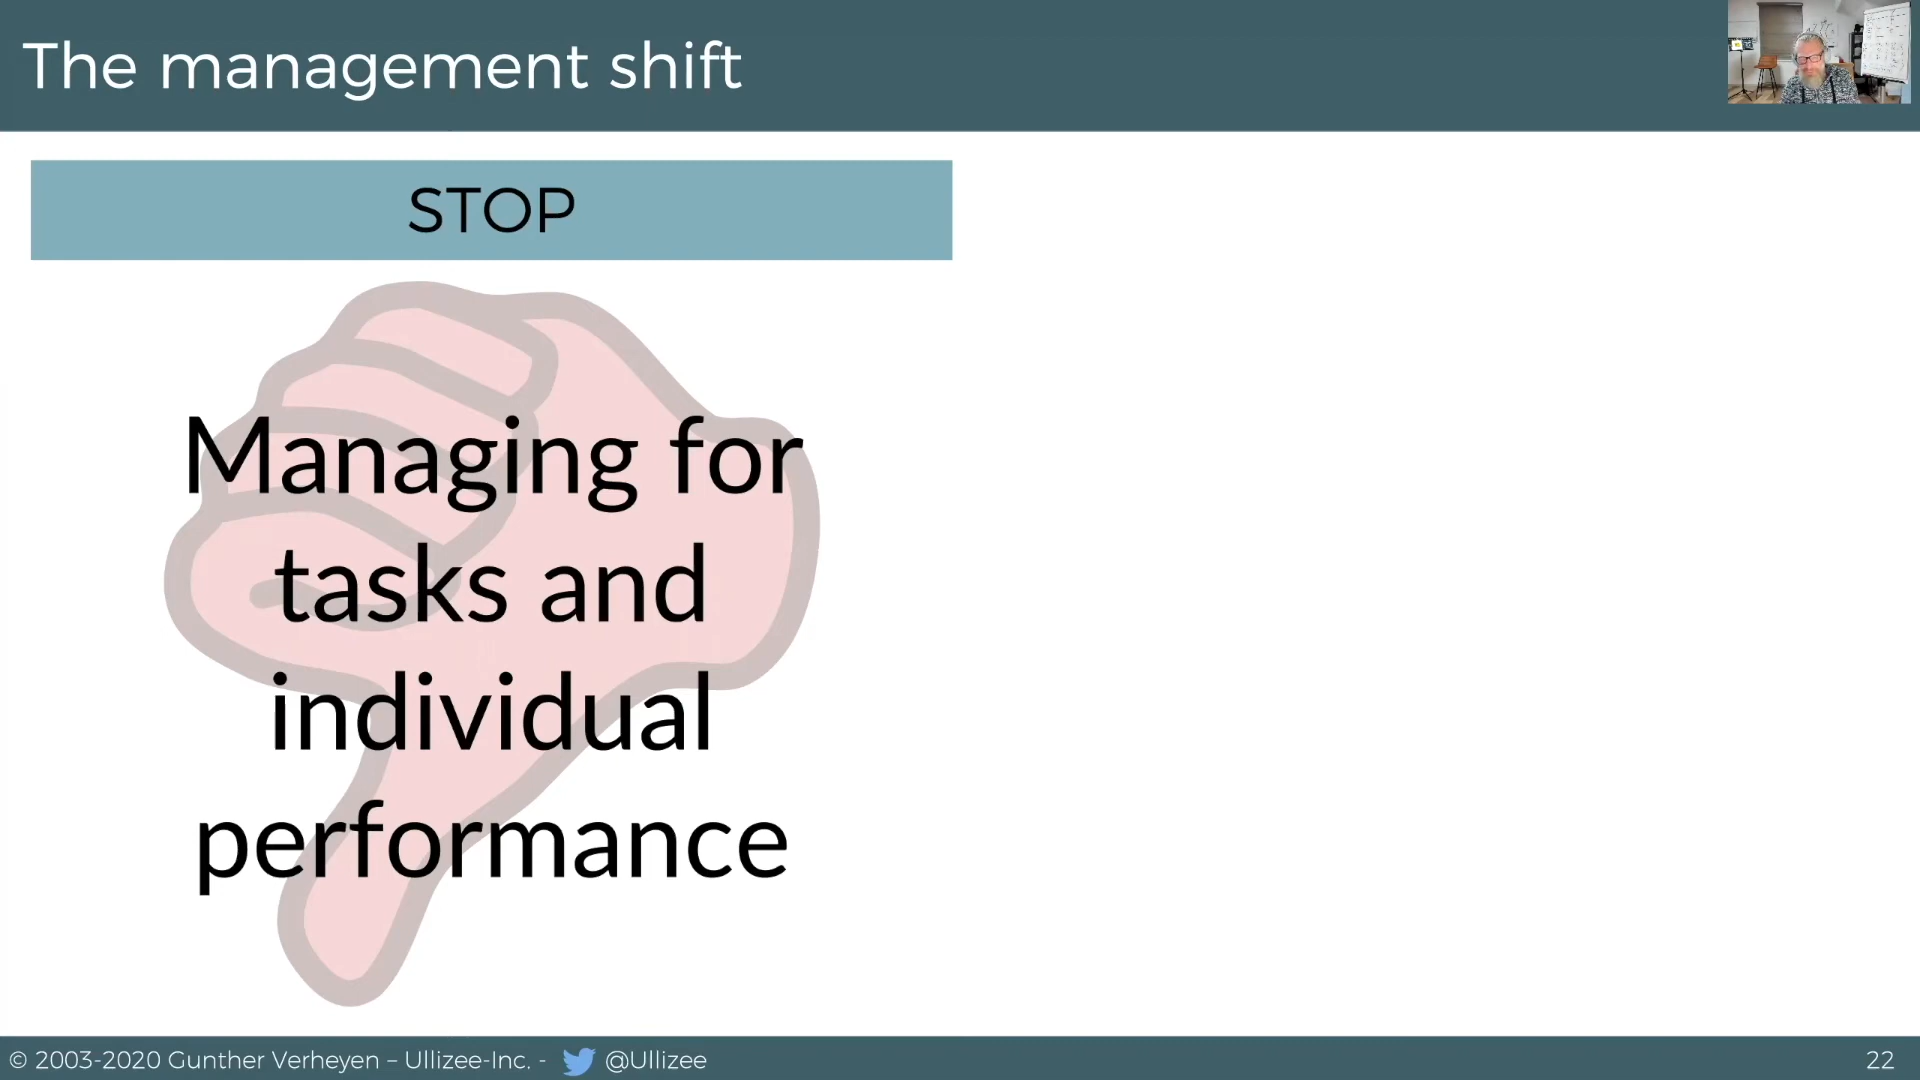 The management shift
STOP
Managing for
tasks and
individual
performance
© 2003-2020 Gunther Verheyen – Ullizee-Inc. - @Ullizee
22